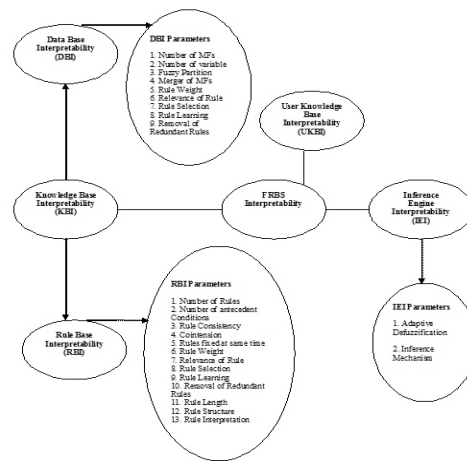 Data Base
Interpretability
(DBI)
DBI Parameters
1. Number of MFs
2. Number of variable
3. Fuzzy Partition
4. Merger of MFs
5. Rule Weight
6. Relevance of Rule
7. Rule Selection
8. Rule Learning
9. Removal of
Redundant Rules
User Knowledge
Base
Interpretability
(UKBI)
Knowledge Base
Interpretability
(KBI)
FRBS
Interpretability
Inference
Engine
Interpretability
(IEI)
RBI Parameters
1. Number of Rules
2. Number of antecedent
Conditions
3. Rule Consistency
4. Cointension
5. Rules fixed at same time
6. Rule Weight
7. Relevance of Rule
8. Rule Selection
9. Rule Learning
10. Removal of Redundant
Rules
11. Rule Length
12. Rule Structure
13. Rule Interpretation
IEI Parameters
1. Adaptive
Defuzzification
2. Inference
Mechanism
Rule Base
Interpretability
(RBI)